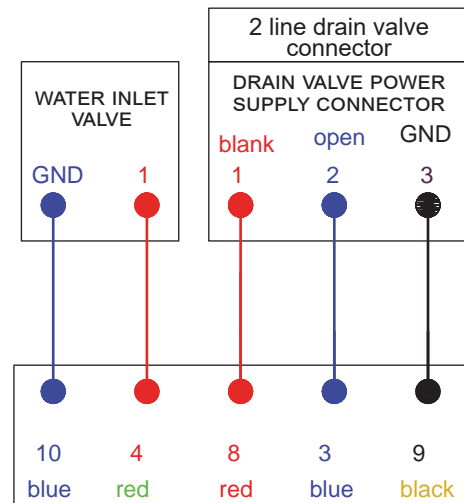 2 line drain valve
connector
WATER INLET
VALVE
DRAIN VALVE POWER
SUPPLY CONNECTOR
blank open GND
GND 1 1 2 3
10 4 8 3 9
blue red red blue black